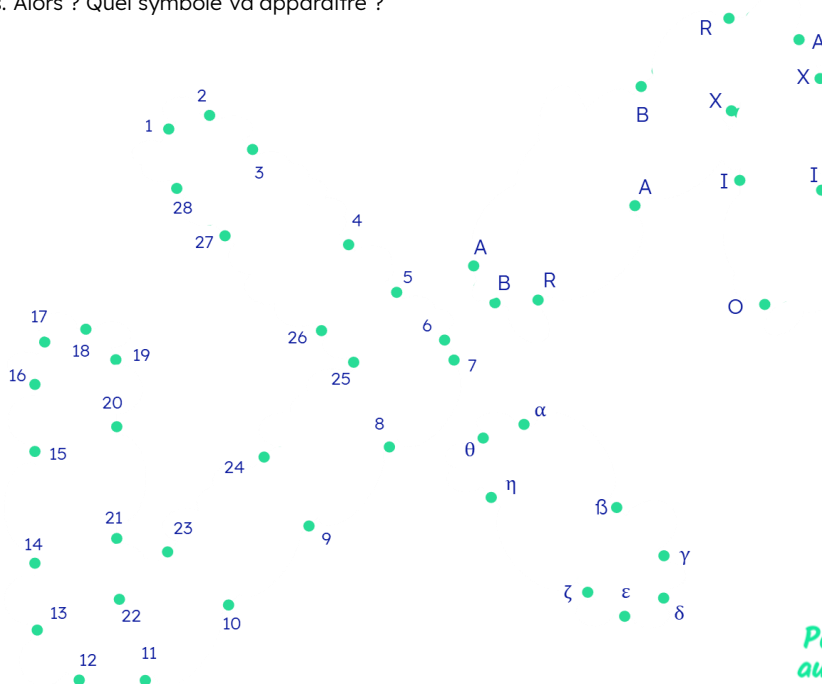 s. Alors ? Quel symbole va apparaître ?
R
A
X
2
1
X
B
3
28
A
I
I
4
27
A
5
B
R
O
17
6
26
18
19
7
16
25
20
8
α
15
θ
24
η
ß
21
23
9
14
γ
ζ
ε
13
22
10
δ
12
11
P
au